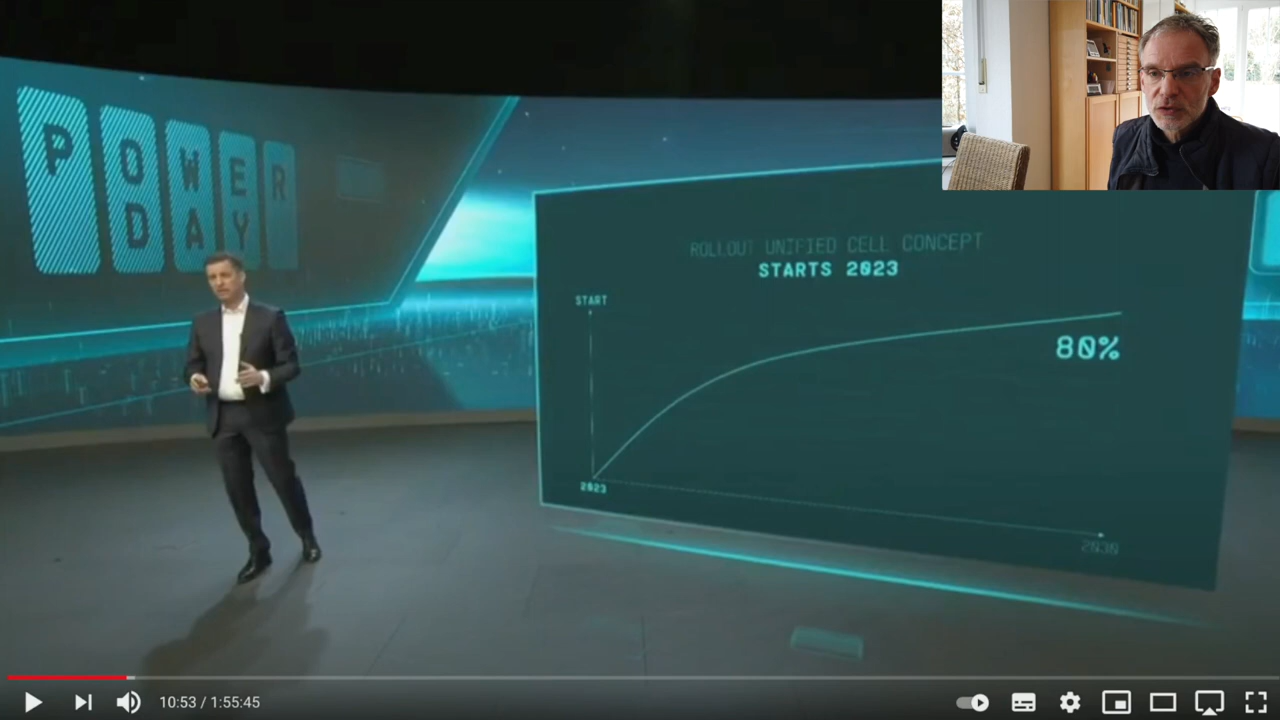 POWER
DAY
ROLLOUT UNIFIED CELL CONCEPT
STARTS 2023
START
80%
2023
2030
10:53 / 1:55:45